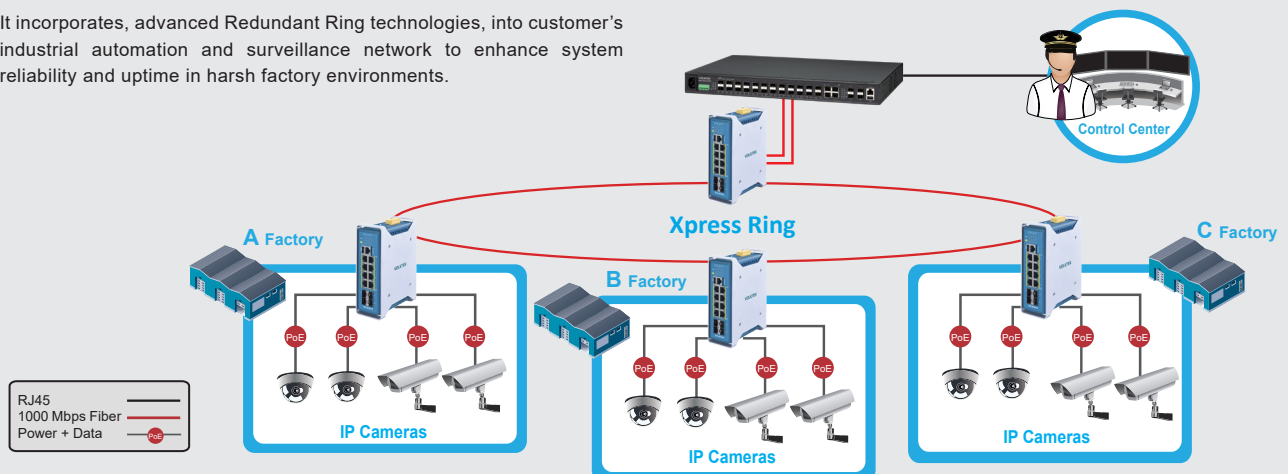 It incorporates, advanced Redundant Ring technologies, into customer's
industrial automation and surveillance network to enhance system
reliability and uptime in harsh factory environments.
Control Center
Xpress Ring
A Factory
B Factory
C Factory
PoE PoE PoE PoE
PoE PoE PoE PoE
PoE PoE PoE PoE
IP Cameras
IP Cameras
IP Cameras
RJ45
1000 Mbps Fiber
Power + Data PoE